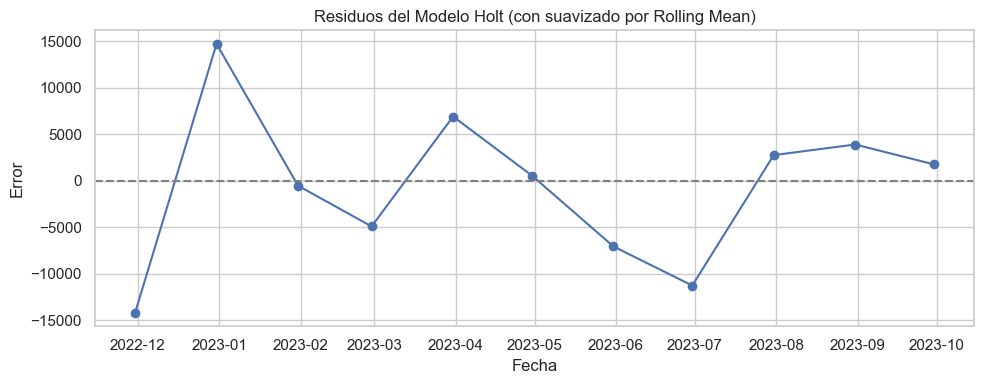 Residuos del Modelo Holt (con suavizado por Rolling Mean)
15000
10000
5000
0
−5000
−10000
−15000
Error
2022-12 2023-01 2023-02 2023-03 2023-04 2023-05 2023-06 2023-07 2023-08 2023-09 2023-10
Fecha